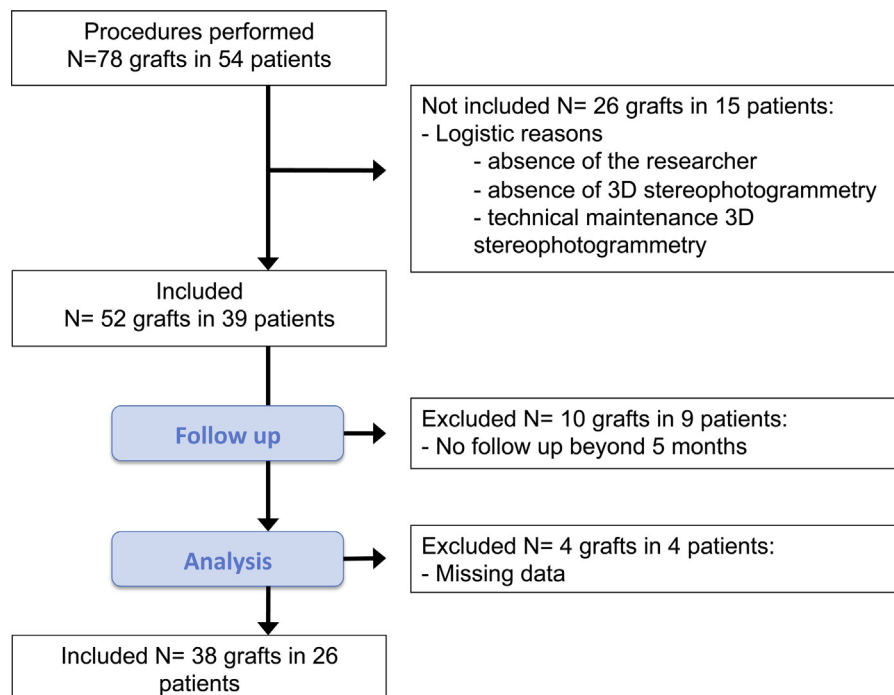 Procedures performed
N=78 grafts in 54 patients
Not included N= 26 grafts in 15 patients:
- Logistic reasons
- absence of the researcher
- absence of 3D stereophotogrammetry
- technical maintenance 3D
stereophotogrammetry
Included
N= 52 grafts in 39 patients
Follow up
Excluded N= 10 grafts in 9 patients:
- No follow up beyond 5 months
Analysis
Excluded N= 4 grafts in 4 patients:
- Missing data
Included N= 38 grafts in 26
patients